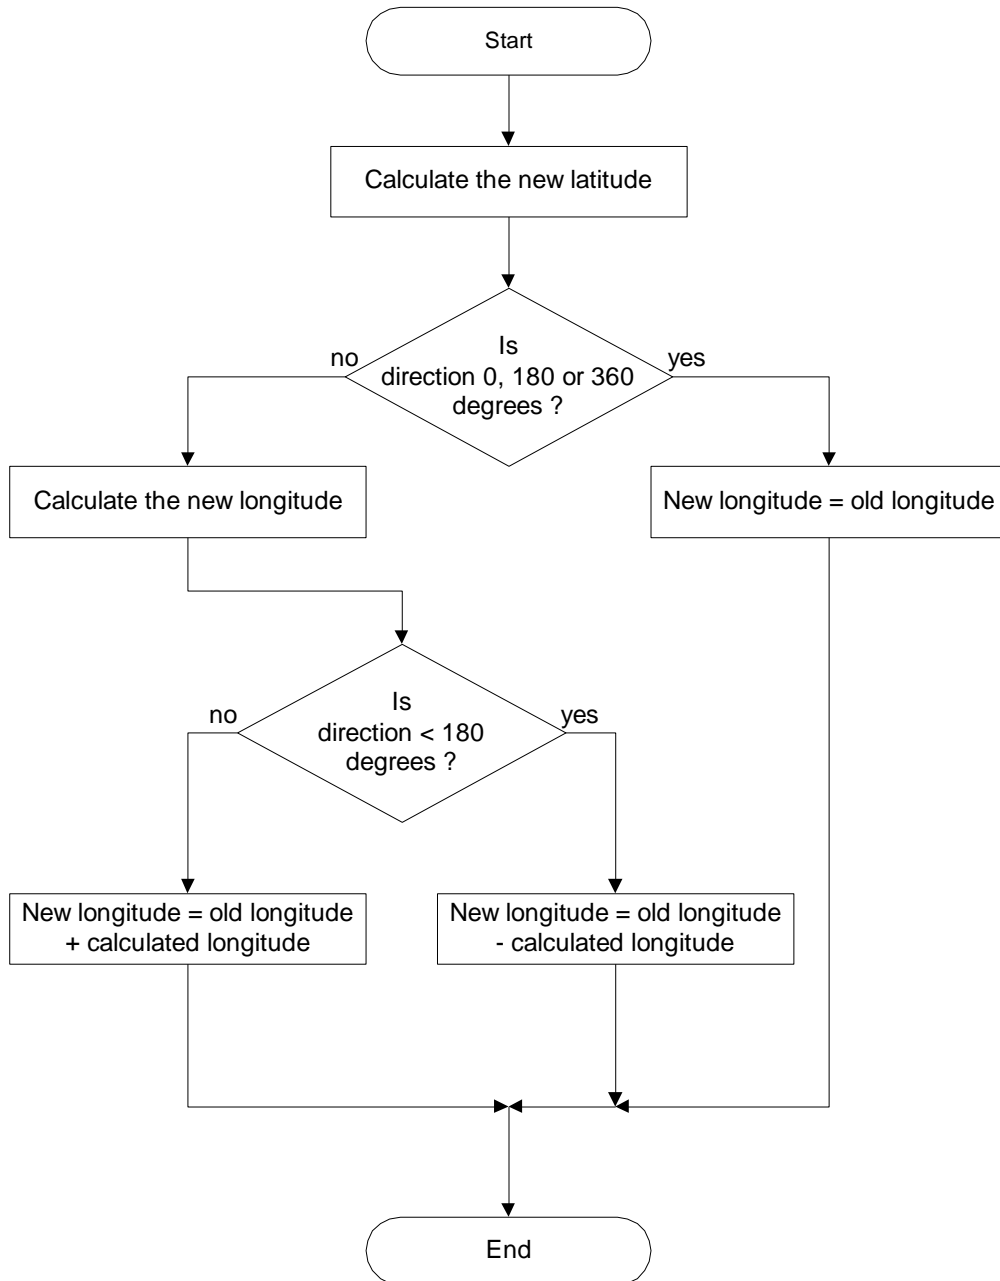 Start
Calculate the new latitude
Is
direction 0, 180 or 360
degrees ?
no
yes
Calculate the new longitude
New longitude = old longitude
Is
direction < 180
degrees ?
no
yes
New longitude = old longitude
+ calculated longitude
New longitude = old longitude
- calculated longitude
End